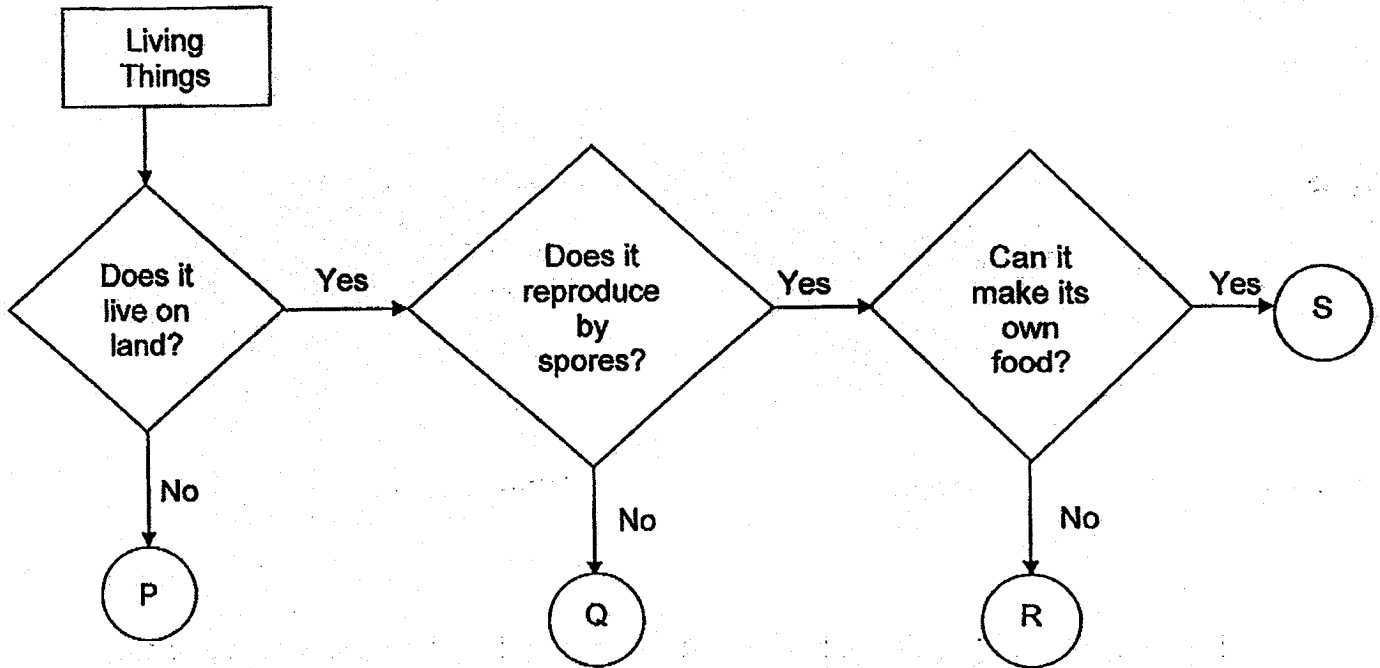 Living
Things
Does it
live on
land?
Yes
No
P
Does it
reproduce
by
spores?
Yes
No
Q
Can it
make its
own
food?
Yes
S
No
R